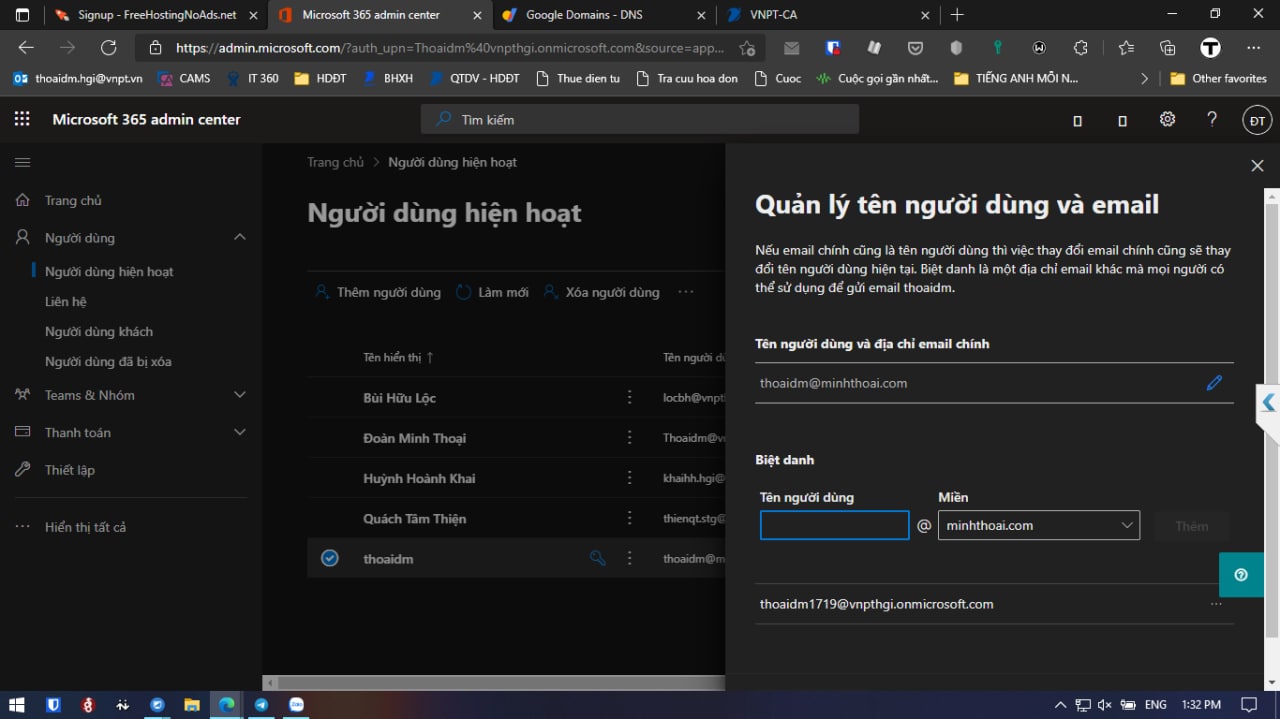 Signup - FreeHostingNoAds.net
Microsoft 365 admin center
Google Domains - DNS
VNPT-CA
https://admin.microsoft.com/?auth_upn=Thoaidm%40vnpthgi.onmicrosoft.com&source=app...
thoaidm.hgi@vnpt.vn
CAMS
IT 360
HDĐT
BHXH
QTDV - HDĐT
Thue dien tu
Tra cuu hoa don
Cuoc
Cuộc gọi gần nhất...
TIẾNG ANH MỖI N...
Other favorites
Microsoft 365 admin center
Tìm kiếm
ĐT
Trang chủ
Người dùng
Người dùng hiện hoạt
Liên hệ
Người dùng khách
Người dùng đã bị xóa
Teams & Nhóm
Thanh toán
Thiết lập
Hiển thị tất cả
Trang chủ > Người dùng hiện hoạt
Người dùng hiện hoạt
Thêm người dùng
Làm mới
Xóa người dùng
Tên hiển thị ↑
Tên người dù
Bùi Hữu Lộc
locbh@vnpth
Đoàn Minh Thoại
Thoaidm@vn
Huỳnh Hoành Khai
khaihh.hgi@
Quách Tâm Thiện
thienqt.stg@
thoaidm
thoaidm@m
Quản lý tên người dùng và email
Nếu email chính cũng là tên người dùng thì việc thay đổi email chính cũng sẽ thay
đổi tên người dùng hiện tại. Biệt danh là một địa chỉ email khác mà mọi người có
thể sử dụng để gửi email thoaidm.
Tên người dùng và địa chỉ email chính
thoaidm@minhthoai.com
Biệt danh
Tên người dùng
Miền
@
minhthoai.com
Thêm
thoaidm1719@vnpthgi.onmicrosoft.com
Zalo
ENG
1:32 PM